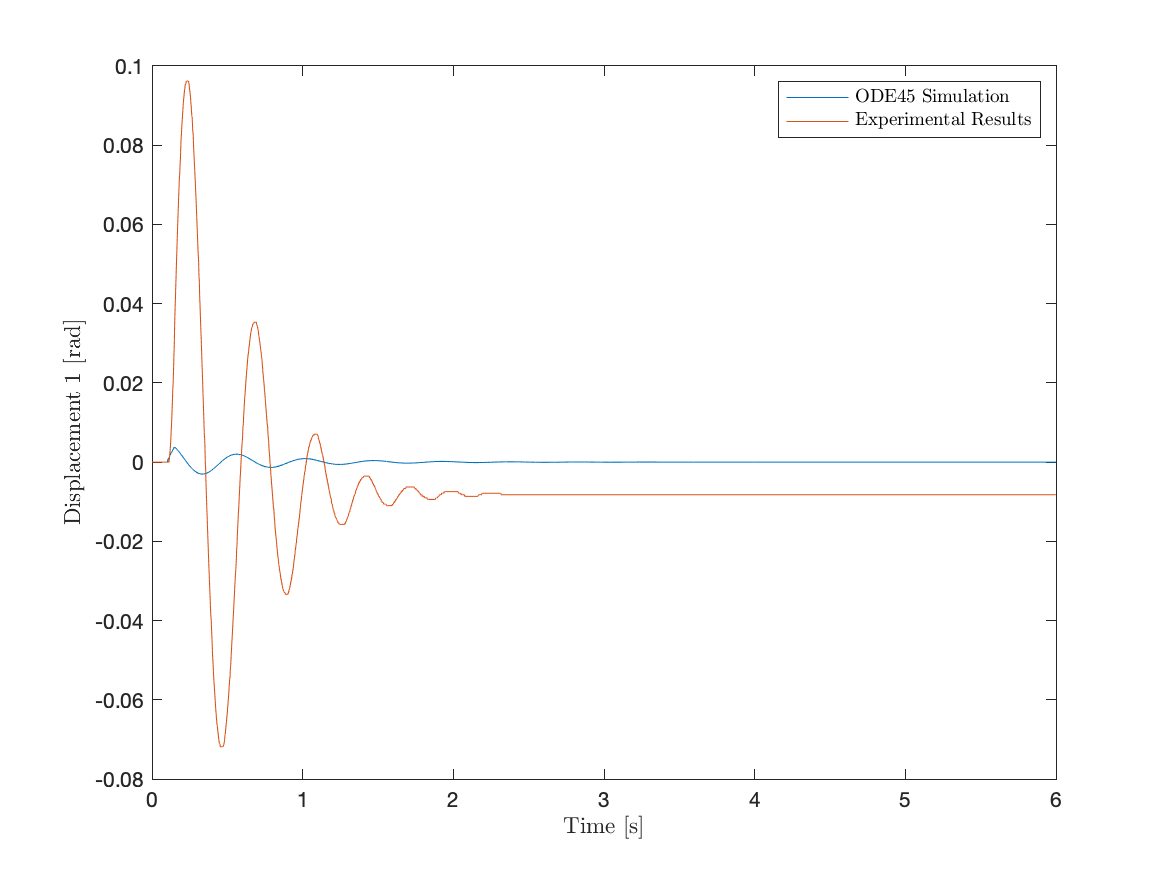 ODE45 Simulation
Experimental Results
0.1
0.08
0.06
0.04
0.02
0
-0.02
-0.04
-0.06
-0.08
Displacement 1 [rad]
0 1 2 3 4 5 6
Time [s]